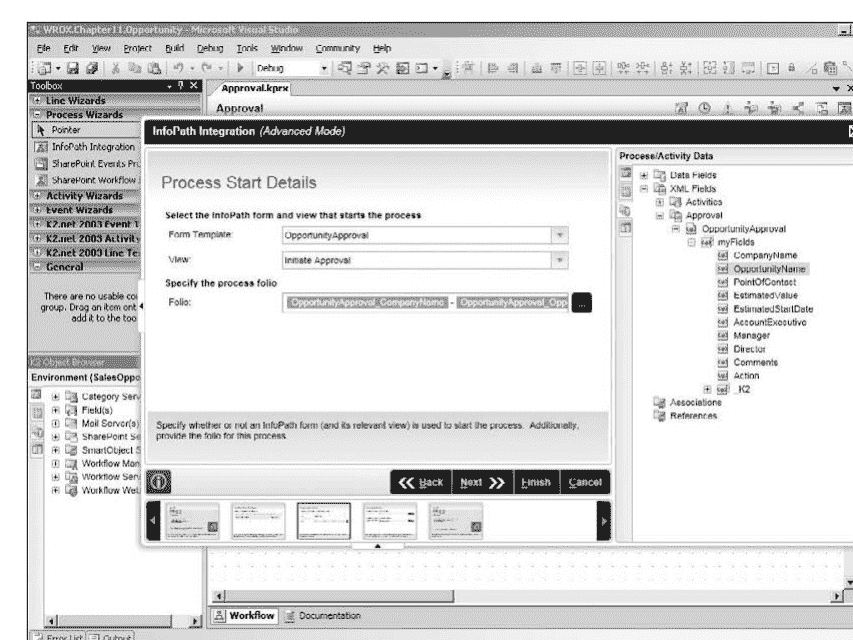 WRDX.Chapter11.Opportunity - Microsoft Visual Studio
File Edit View Project Build Debug Tools Window Community Help
Debug
Toolbox
Approval.kprx
Line Wizards
Process Wizards
Approval
Pointer
InfoPath Integration
SharePoint Events Pr
SharePoint Workflow
Activity Wizards
Event Wizards
K2.net 2003 Event T
K2.net 2003 Activity
K2.net 2003 Line Te
General
There are no usable co
group. Drag an item ont
add it to the too
K2 Object Browser
Environment (SalesOppo
Category Serv
Field(s)
Mail Server(s)
SharePoint Se
SmartObject S
Workflow Man
Workflow Serv
Workflow Web
InfoPath Integration (Advanced Mode)
Process Start Details
Select the InfoPath form and view that starts the process
Form Template: OpportunityApproval
View: Initiate Approval
Specify the process folio
Folio: OpportunityApproval_CompanyName - OpportunityApproval_Opp ...
Specify whether or not an InfoPath form (and its relevant view) is used to start the process. Additionally,
provide the folio for this process.
Back Next Finish Cancel
Process/Activity Data
Data Fields
XML Fields
Activities
Approval
OpportunityApproval
myFields
CompanyName
OpportunityName
PointOfContact
EstimatedValue
EstimatedStartDate
AccountExecutive
Manager
Director
Comments
Action
_K2
Associations
References
Workflow Documentation
Error List Output